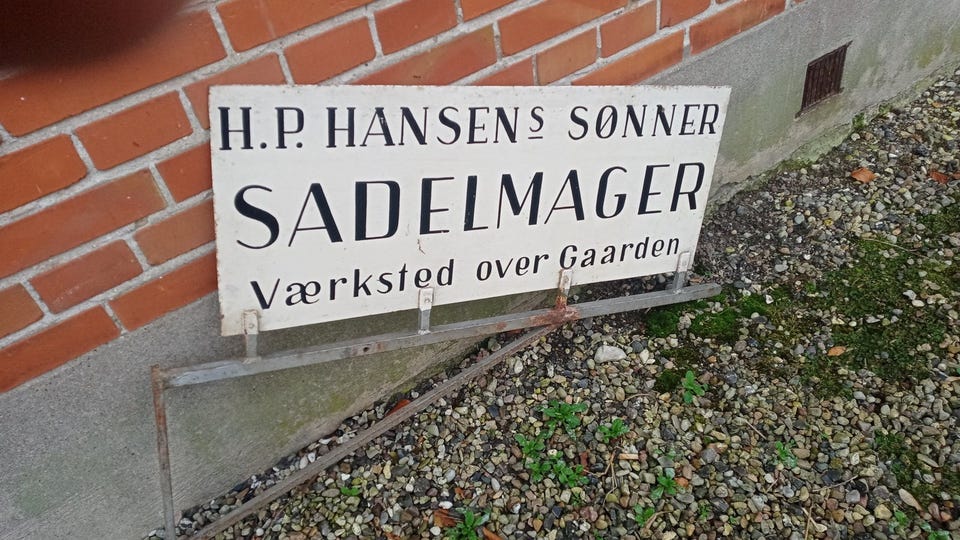 H.P. HANSENS SØNNER
SADELMAGER
Værksted over Gaarden